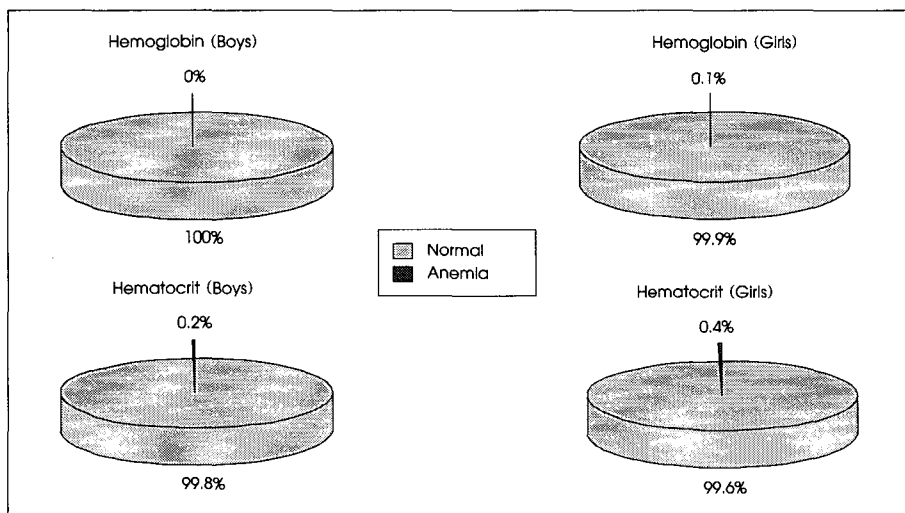 Hemoglobin (Boys)
0%
100%
Hemoglobin (Girls)
0.1%
99.9%
Normal
Anemia
Hematocrit (Boys)
0.2%
99.8%
Hematocrit (Girls)
0.4%
99.6%